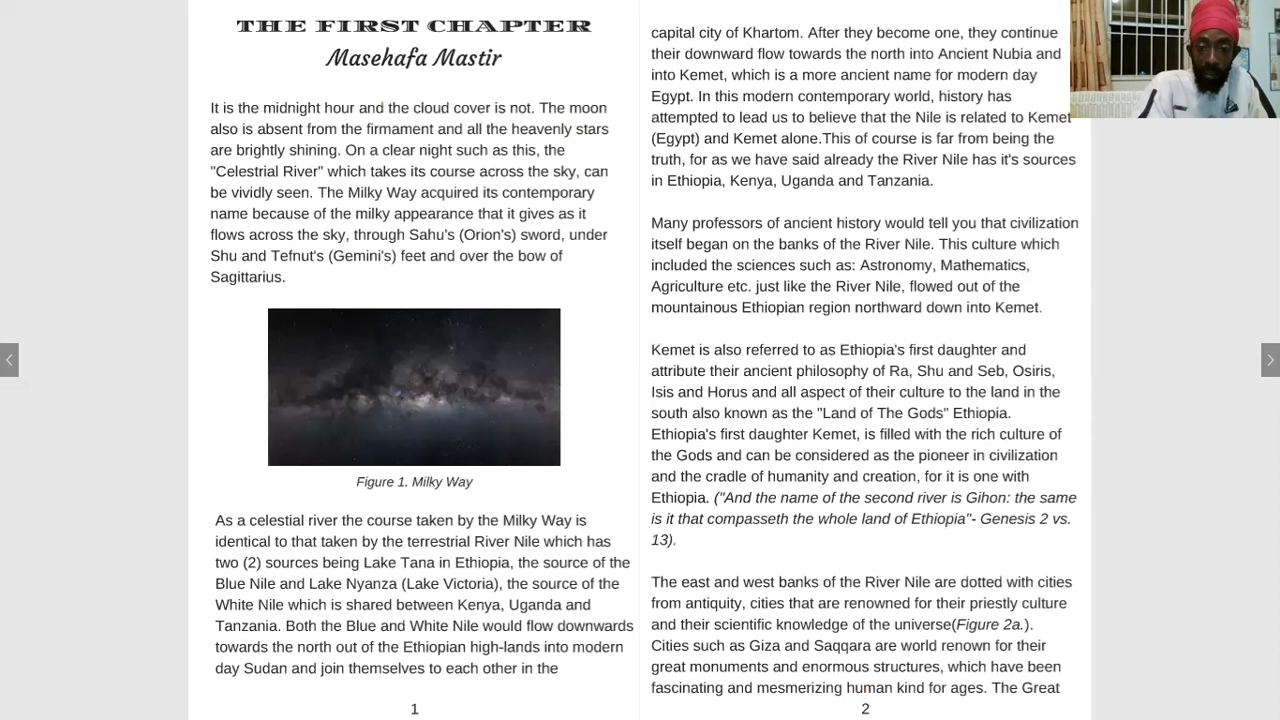 THE FIRST CHAPTER
Masehafa Mastir
It is the midnight hour and the cloud cover is not. The moon
also is absent from the firmament and all the heavenly stars
are brightly shining. On a clear night such as this, the
"Celestrial River" which takes its course across the sky, can
be vividly seen. The Milky Way acquired its contemporary
name because of the milky appearance that it gives as it
flows across the sky, through Sahu's (Orion's) sword, under
Shu and Tefnut's (Gemini's) feet and over the bow of
Sagittarius.
Figure 1. Milky Way
As a celestial river the course taken by the Milky Way is
identical to that taken by the terrestrial River Nile which has
two (2) sources being Lake Tana in Ethiopia, the source of the
Blue Nile and Lake Nyanza (Lake Victoria), the source of the
White Nile which is shared between Kenya, Uganda and
Tanzania. Both the Blue and White Nile would flow downwards
towards the north out of the Ethiopian high-lands into modern
day Sudan and join themselves to each other in the
1
capital city of Khartom. After they become one, they continue
their downward flow towards the north into Ancient Nubia and
into Kemet, which is a more ancient name for modern day
Egypt. In this modern contemporary world, history has
attempted to lead us to believe that the Nile is related to Kemet
(Egypt) and Kemet alone.This of course is far from being the
truth, for as we have said already the River Nile has it's sources
in Ethiopia, Kenya, Uganda and Tanzania.
Many professors of ancient history would tell you that civilization
itself began on the banks of the River Nile. This culture which
included the sciences such as: Astronomy, Mathematics,
Agriculture etc. just like the River Nile, flowed out of the
mountainous Ethiopian region northward down into Kemet.
Kemet is also referred to as Ethiopia's first daughter and
attribute their ancient philosophy of Ra, Shu and Seb, Osiris,
Isis and Horus and all aspect of their culture to the land in the
south also known as the "Land of The Gods" Ethiopia.
Ethiopia's first daughter Kemet, is filled with the rich culture of
the Gods and can be considered as the pioneer in civilization
and the cradle of humanity and creation, for it is one with
Ethiopia. ("And the name of the second river is Gihon: the same
is it that compasseth the whole land of Ethiopia"- Genesis 2 vs.
13).
The east and west banks of the River Nile are dotted with cities
from antiquity, cities that are renowned for their priestly culture
and their scientific knowledge of the universe(Figure 2a.).
Cities such as Giza and Saqqara are world renown for their
great monuments and enormous structures, which have been
fascinating and mesmerizing human kind for ages. The Great
2